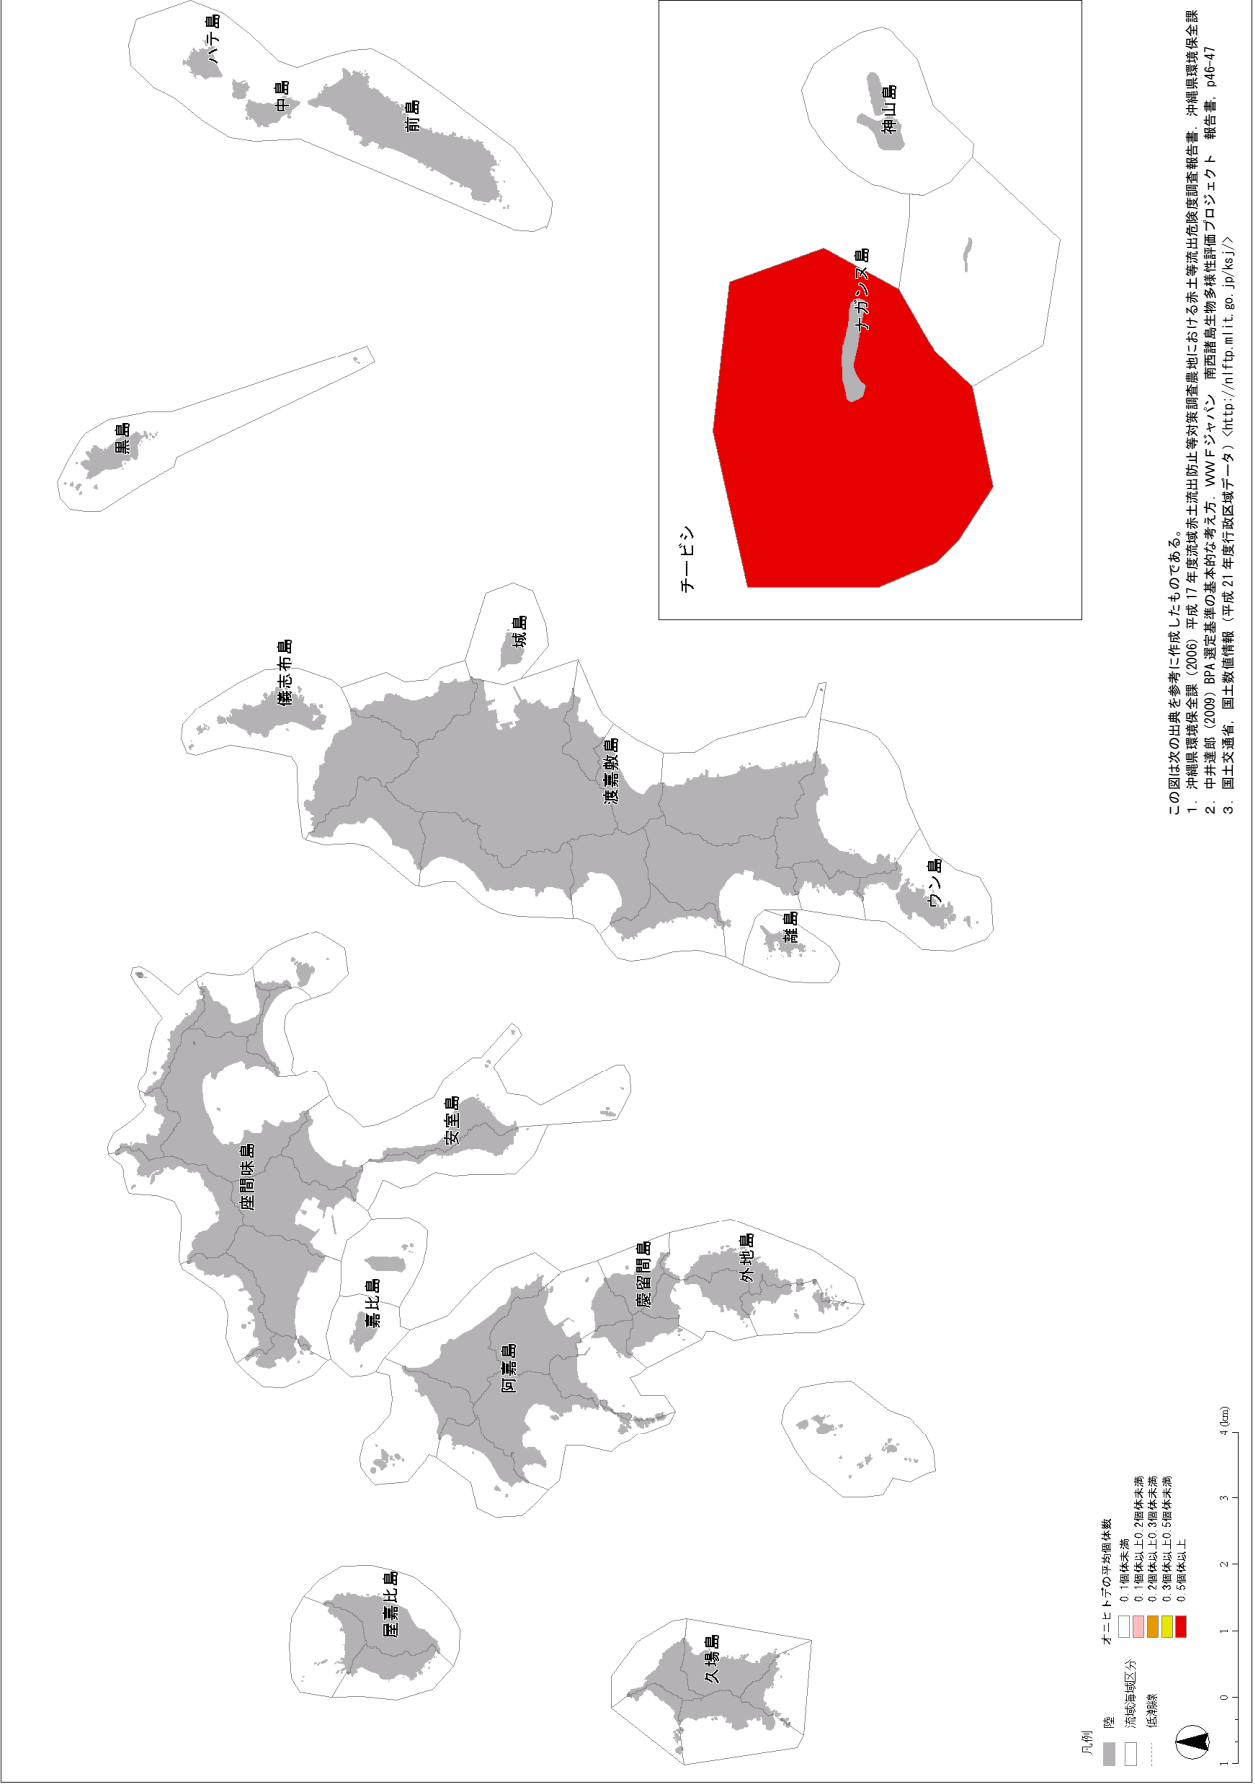 屋嘉比島
久場島
座間味島
嘉比島
安室島
阿嘉島
慶留間島
外地島
儀志布島
城島
渡嘉敷島
離島
ウン島
黒島
ハテ島
中島
前島
チービシ
ナガンヌ島
神山島
凡例
陸
流域海域区分
低潮線
オニヒトデの平均個体数
0.1個体未満
0.1個体以上0.2個体未満
0.2個体以上0.3個体未満
0.3個体以上0.5個体未満
0.5個体以上
1 0 1 2 3 4 (km)
この図は次の出典を参考に作成したものである。
1. 沖縄県環境保全課 (2006) 平成 17 年度流域赤土流出防止等対策調査農地における赤土等流出危険度調査報告書. 沖縄県環境保全課
2. 中井達郎 (2009) BPA 選定基準の基本的な考え方. WWFジャパン 南西諸島生物多様性評価プロジェクト 報告書, p46-47
3. 国土交通省. 国土数値情報 (平成 21 年度行政区域データ) <http://nlftp.mlit.go.jp/ksj/>